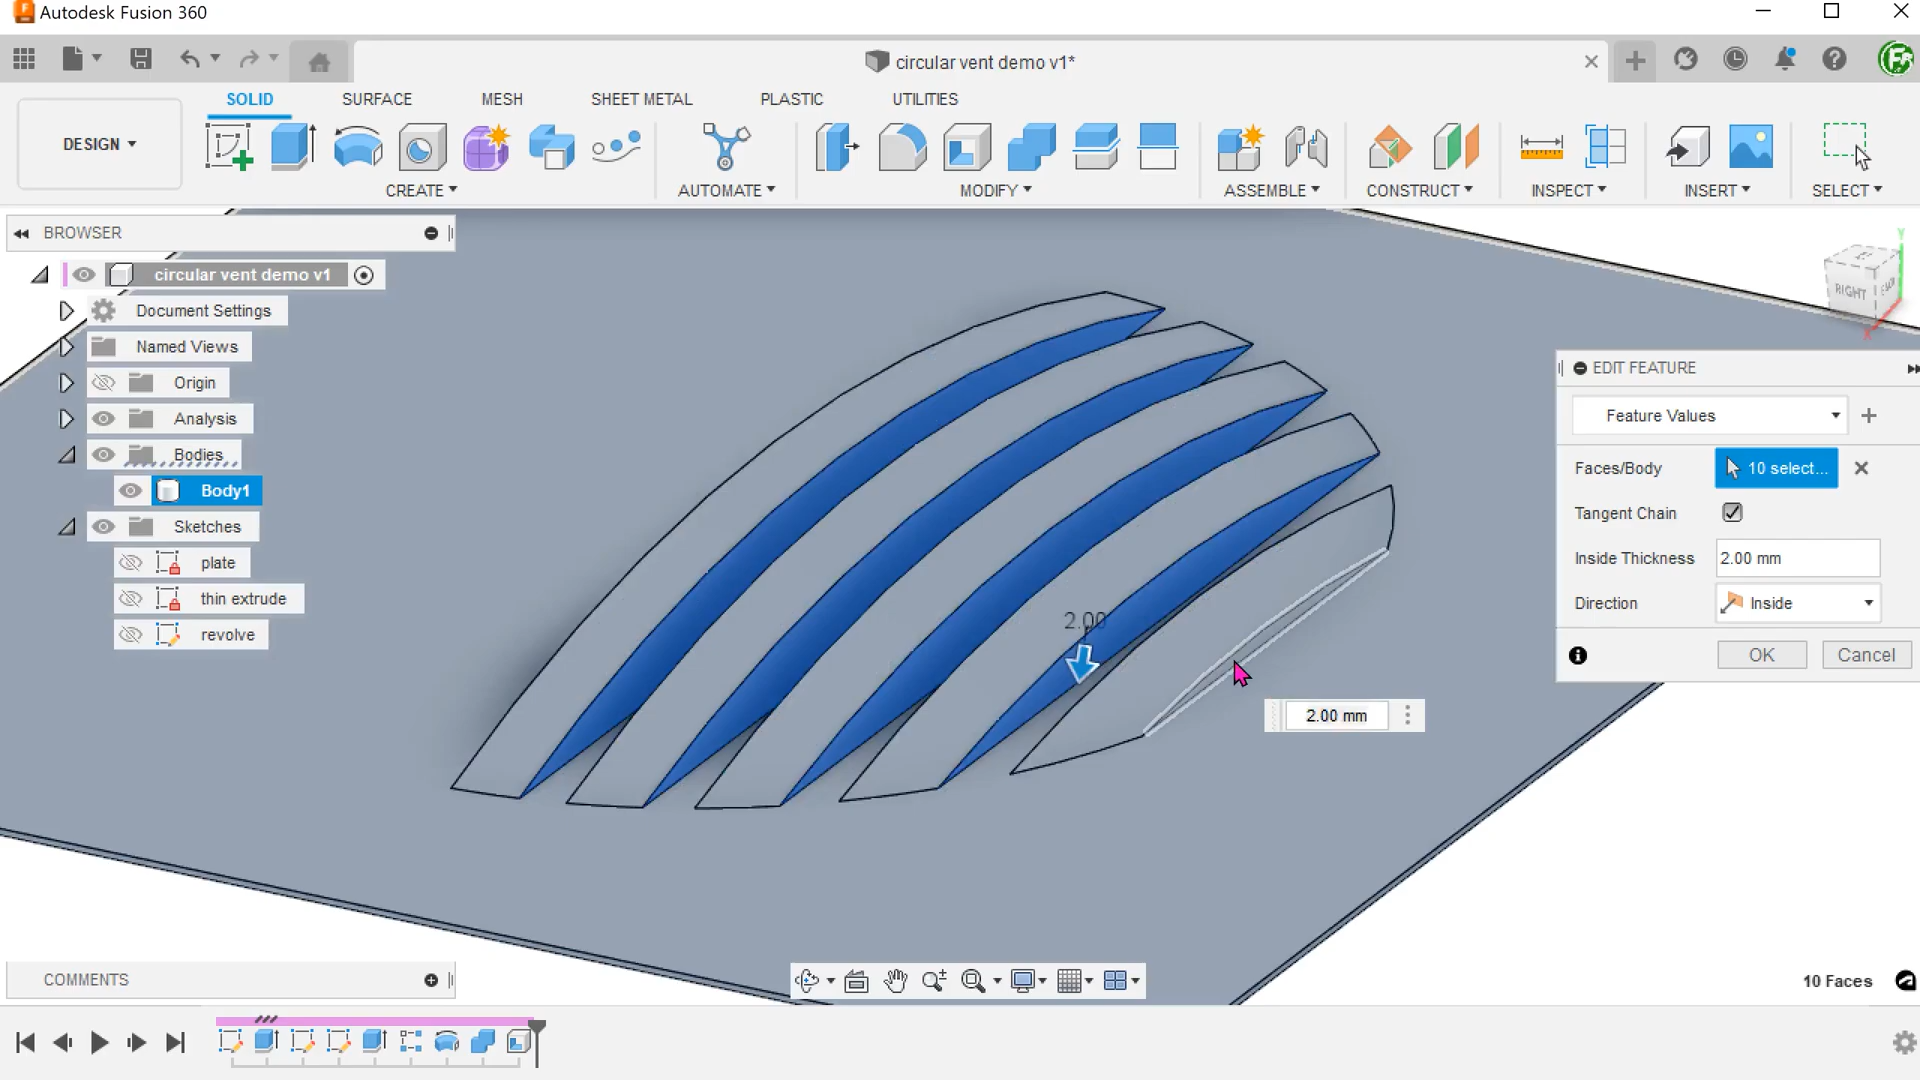 Autodesk Fusion 360
circular vent demo v1*
DESIGN
SOLID SURFACE MESH SHEET METAL PLASTIC UTILITIES
CREATE AUTOMATE MODIFY ASSEMBLE CONSTRUCT INSPECT INSERT SELECT
BROWSER
circular vent demo v1
Document Settings
Named Views
Origin
Analysis
Bodies
Body1
Sketches
plate
thin extrude
revolve
RIGHT
Y
X
EDIT FEATURE
Feature Values
Faces/Body 10 select...
Tangent Chain
Inside Thickness 2.00 mm
Direction Inside
OK Cancel
2.00
2.00 mm
COMMENTS
10 Faces